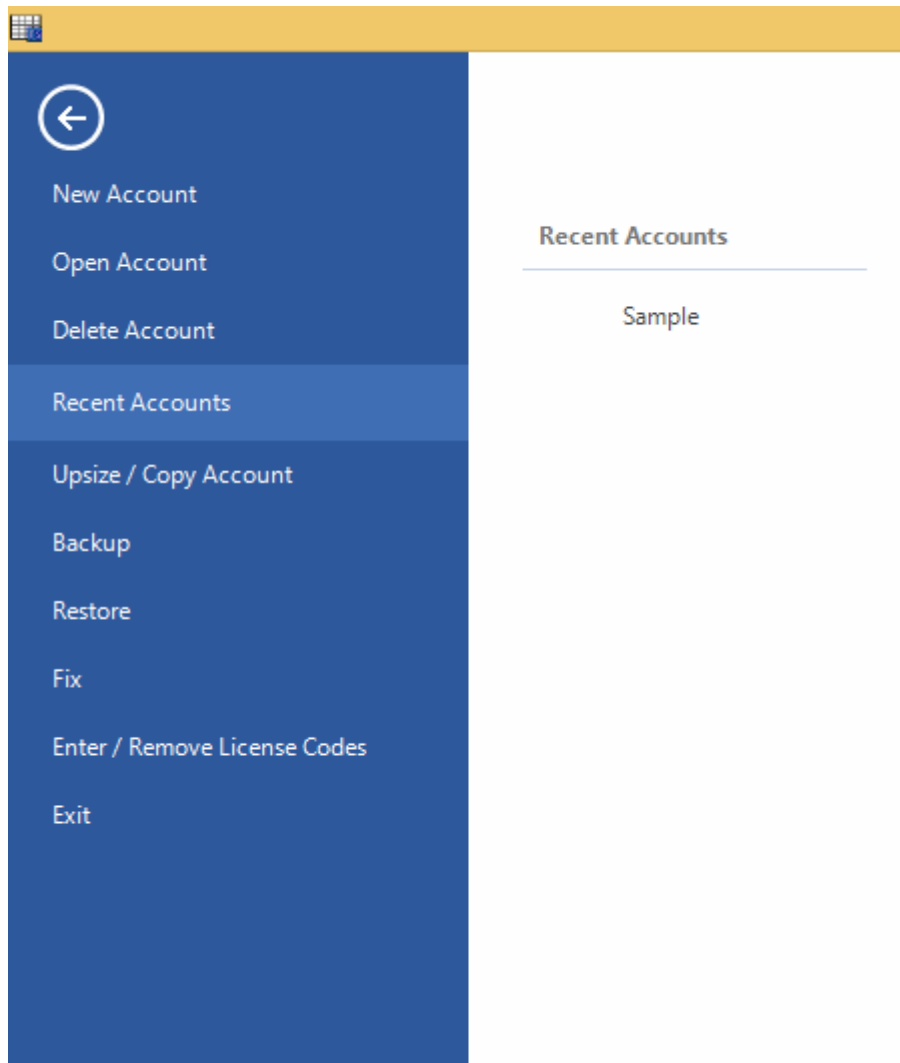 New Account
Open Account
Delete Account
Recent Accounts
Upsize / Copy Account
Backup
Restore
Fix
Enter / Remove License Codes
Exit
Recent Accounts
Sample